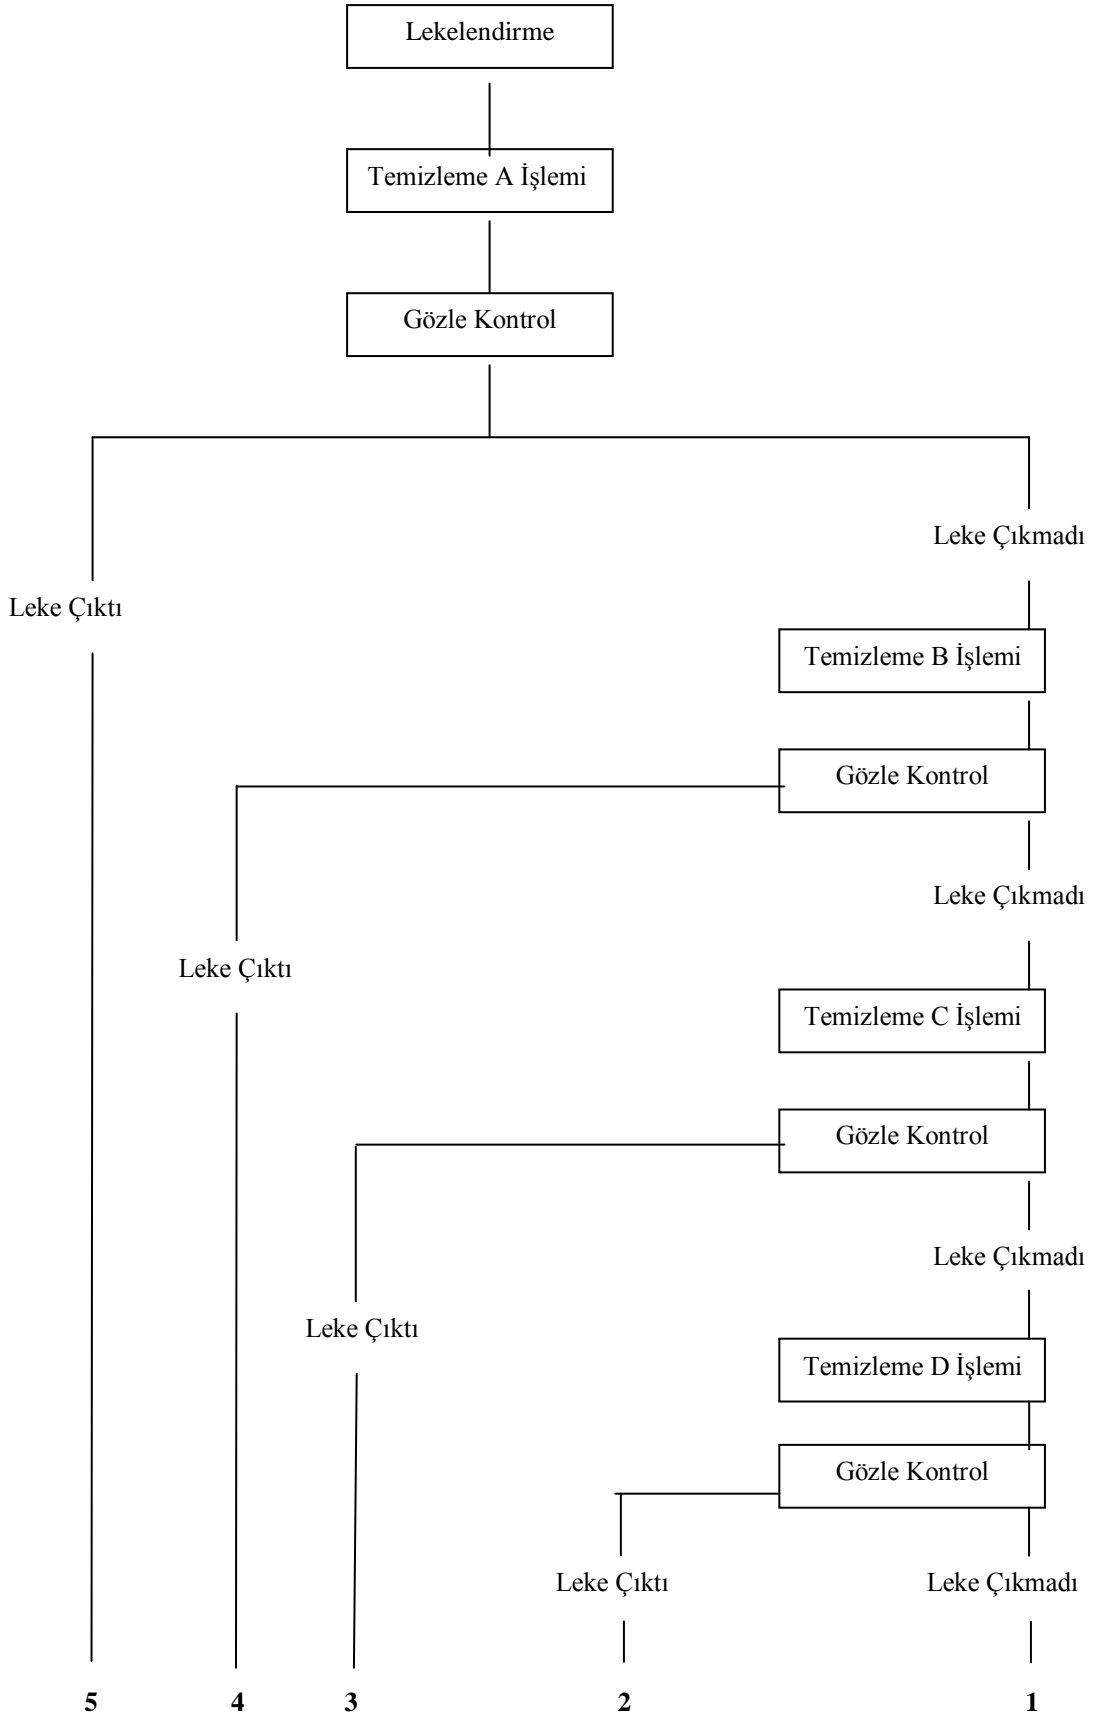 Lekelendirme
Temizleme A İşlemi
Gözle Kontrol
Leke Çıkmadı
Leke Çıktı
Temizleme B İşlemi
Gözle Kontrol
Leke Çıkmadı
Leke Çıktı
Temizleme C İşlemi
Gözle Kontrol
Leke Çıkmadı
Leke Çıktı
Temizleme D İşlemi
Gözle Kontrol
Leke Çıktı Leke Çıkmadı
5 4 3 2 1